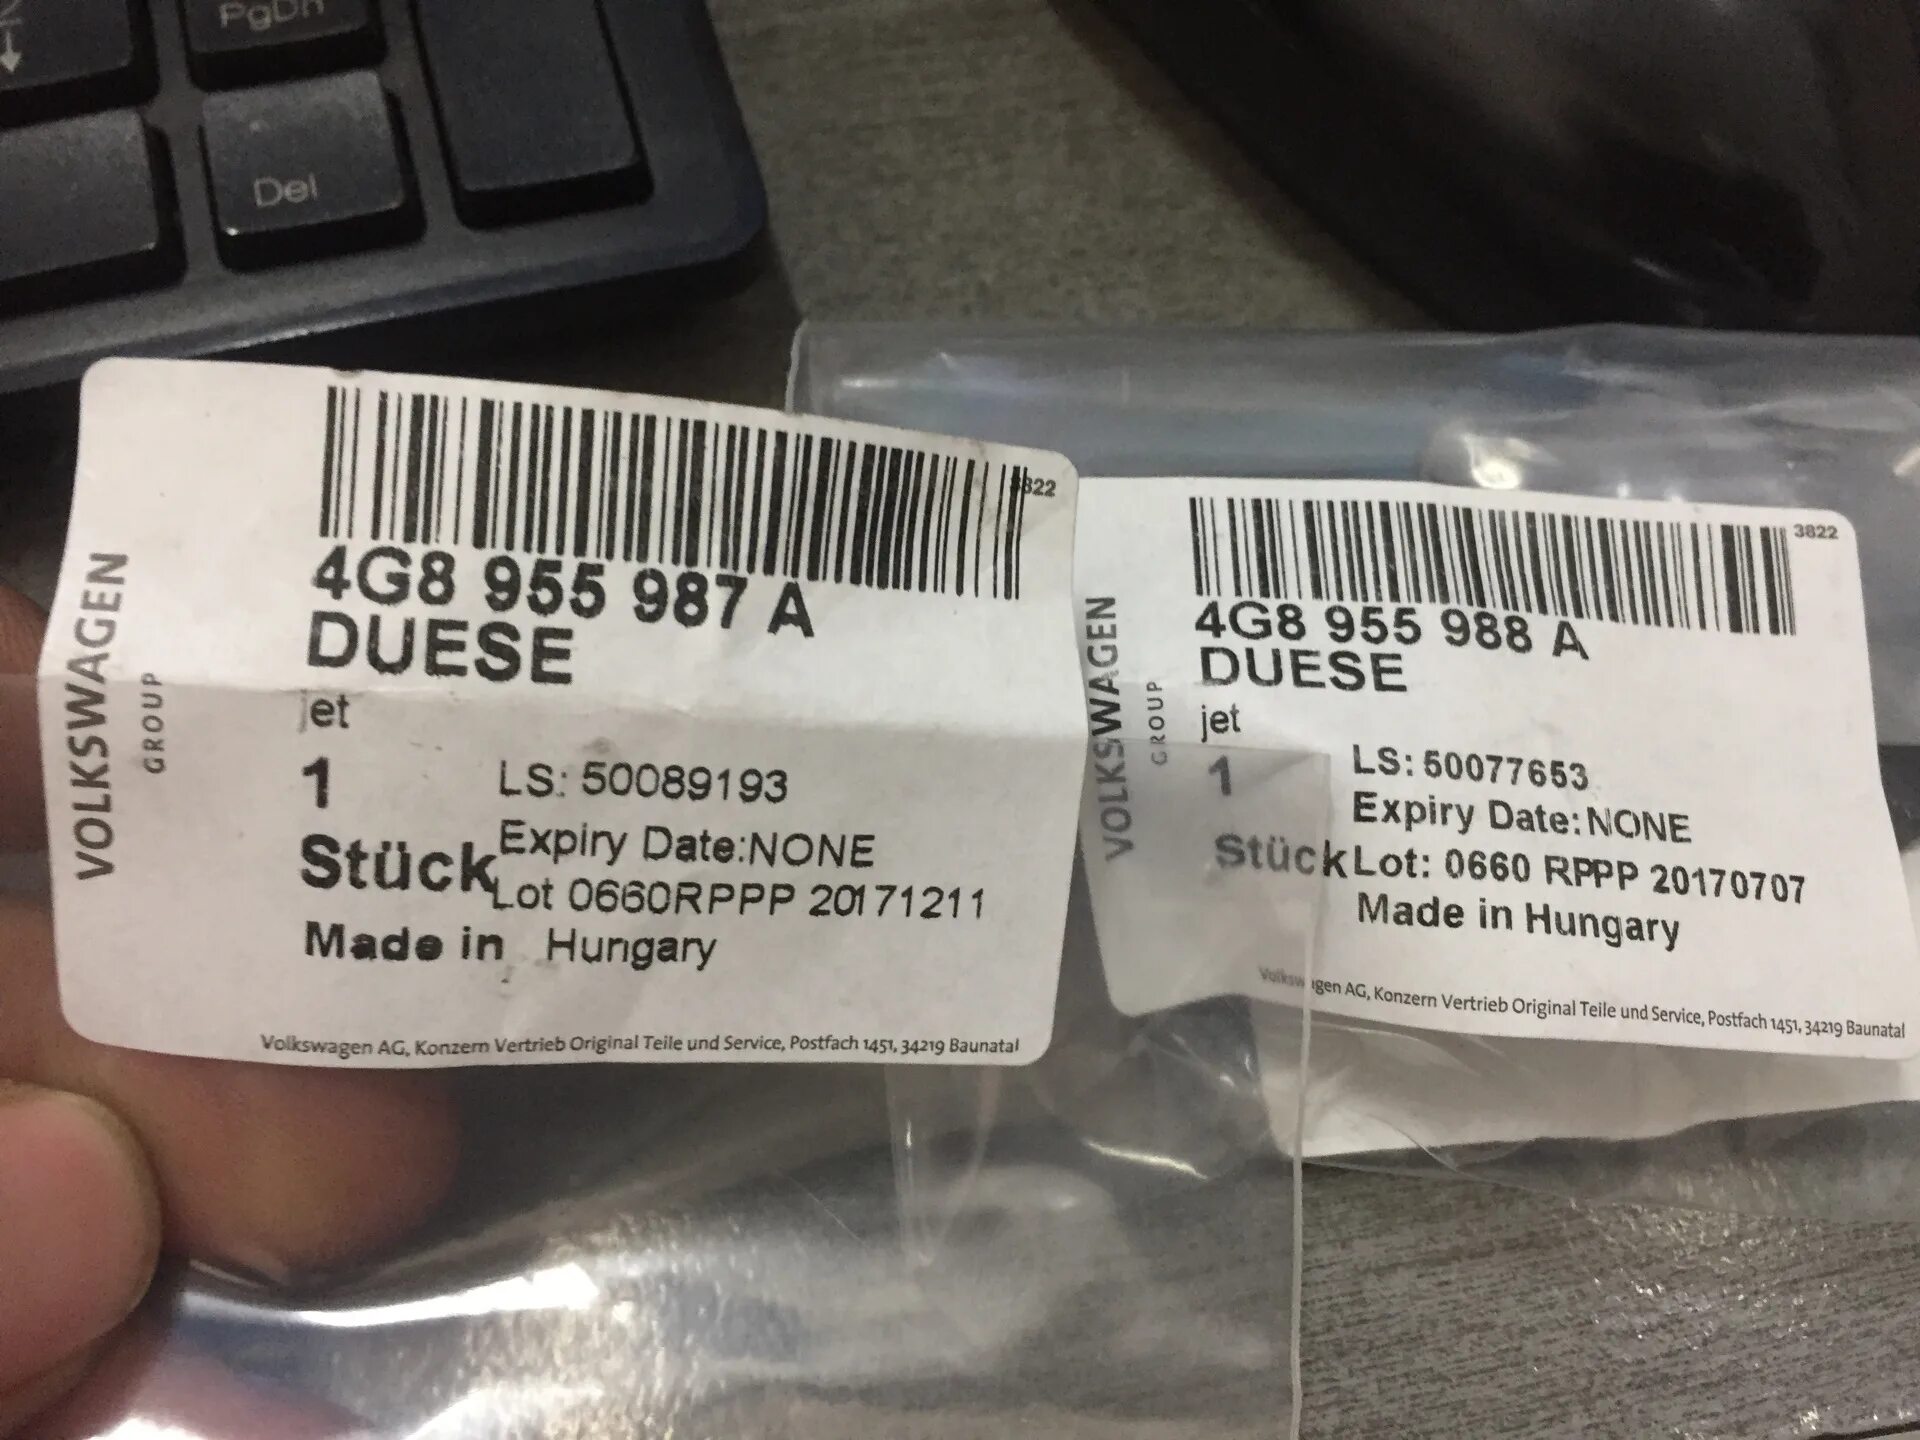 PgDn
Del
3822
4G8 955 987 A
DUESE
jet
1
LS: 50089193
Expiry Date:NONE
Stück
Lot 0660RPPP 20171211
Made in Hungary
Volkswagen AG, Konzern Vertrieb Original Teile und Service, Postfach 1451, 34219 Baunatal
VOLKSWAGEN
GROUP
3822
4G8 955 988 A
DUESE
jet
1
LS: 50077653
Expiry Date:NONE
Stück Lot: 0660 RPPP 20170707
Made in Hungary
Volkswagen AG, Konzern Vertrieb Original Teile und Service, Postfach 1451, 34219 Baunatal
VOLKSWAGEN
GROUP